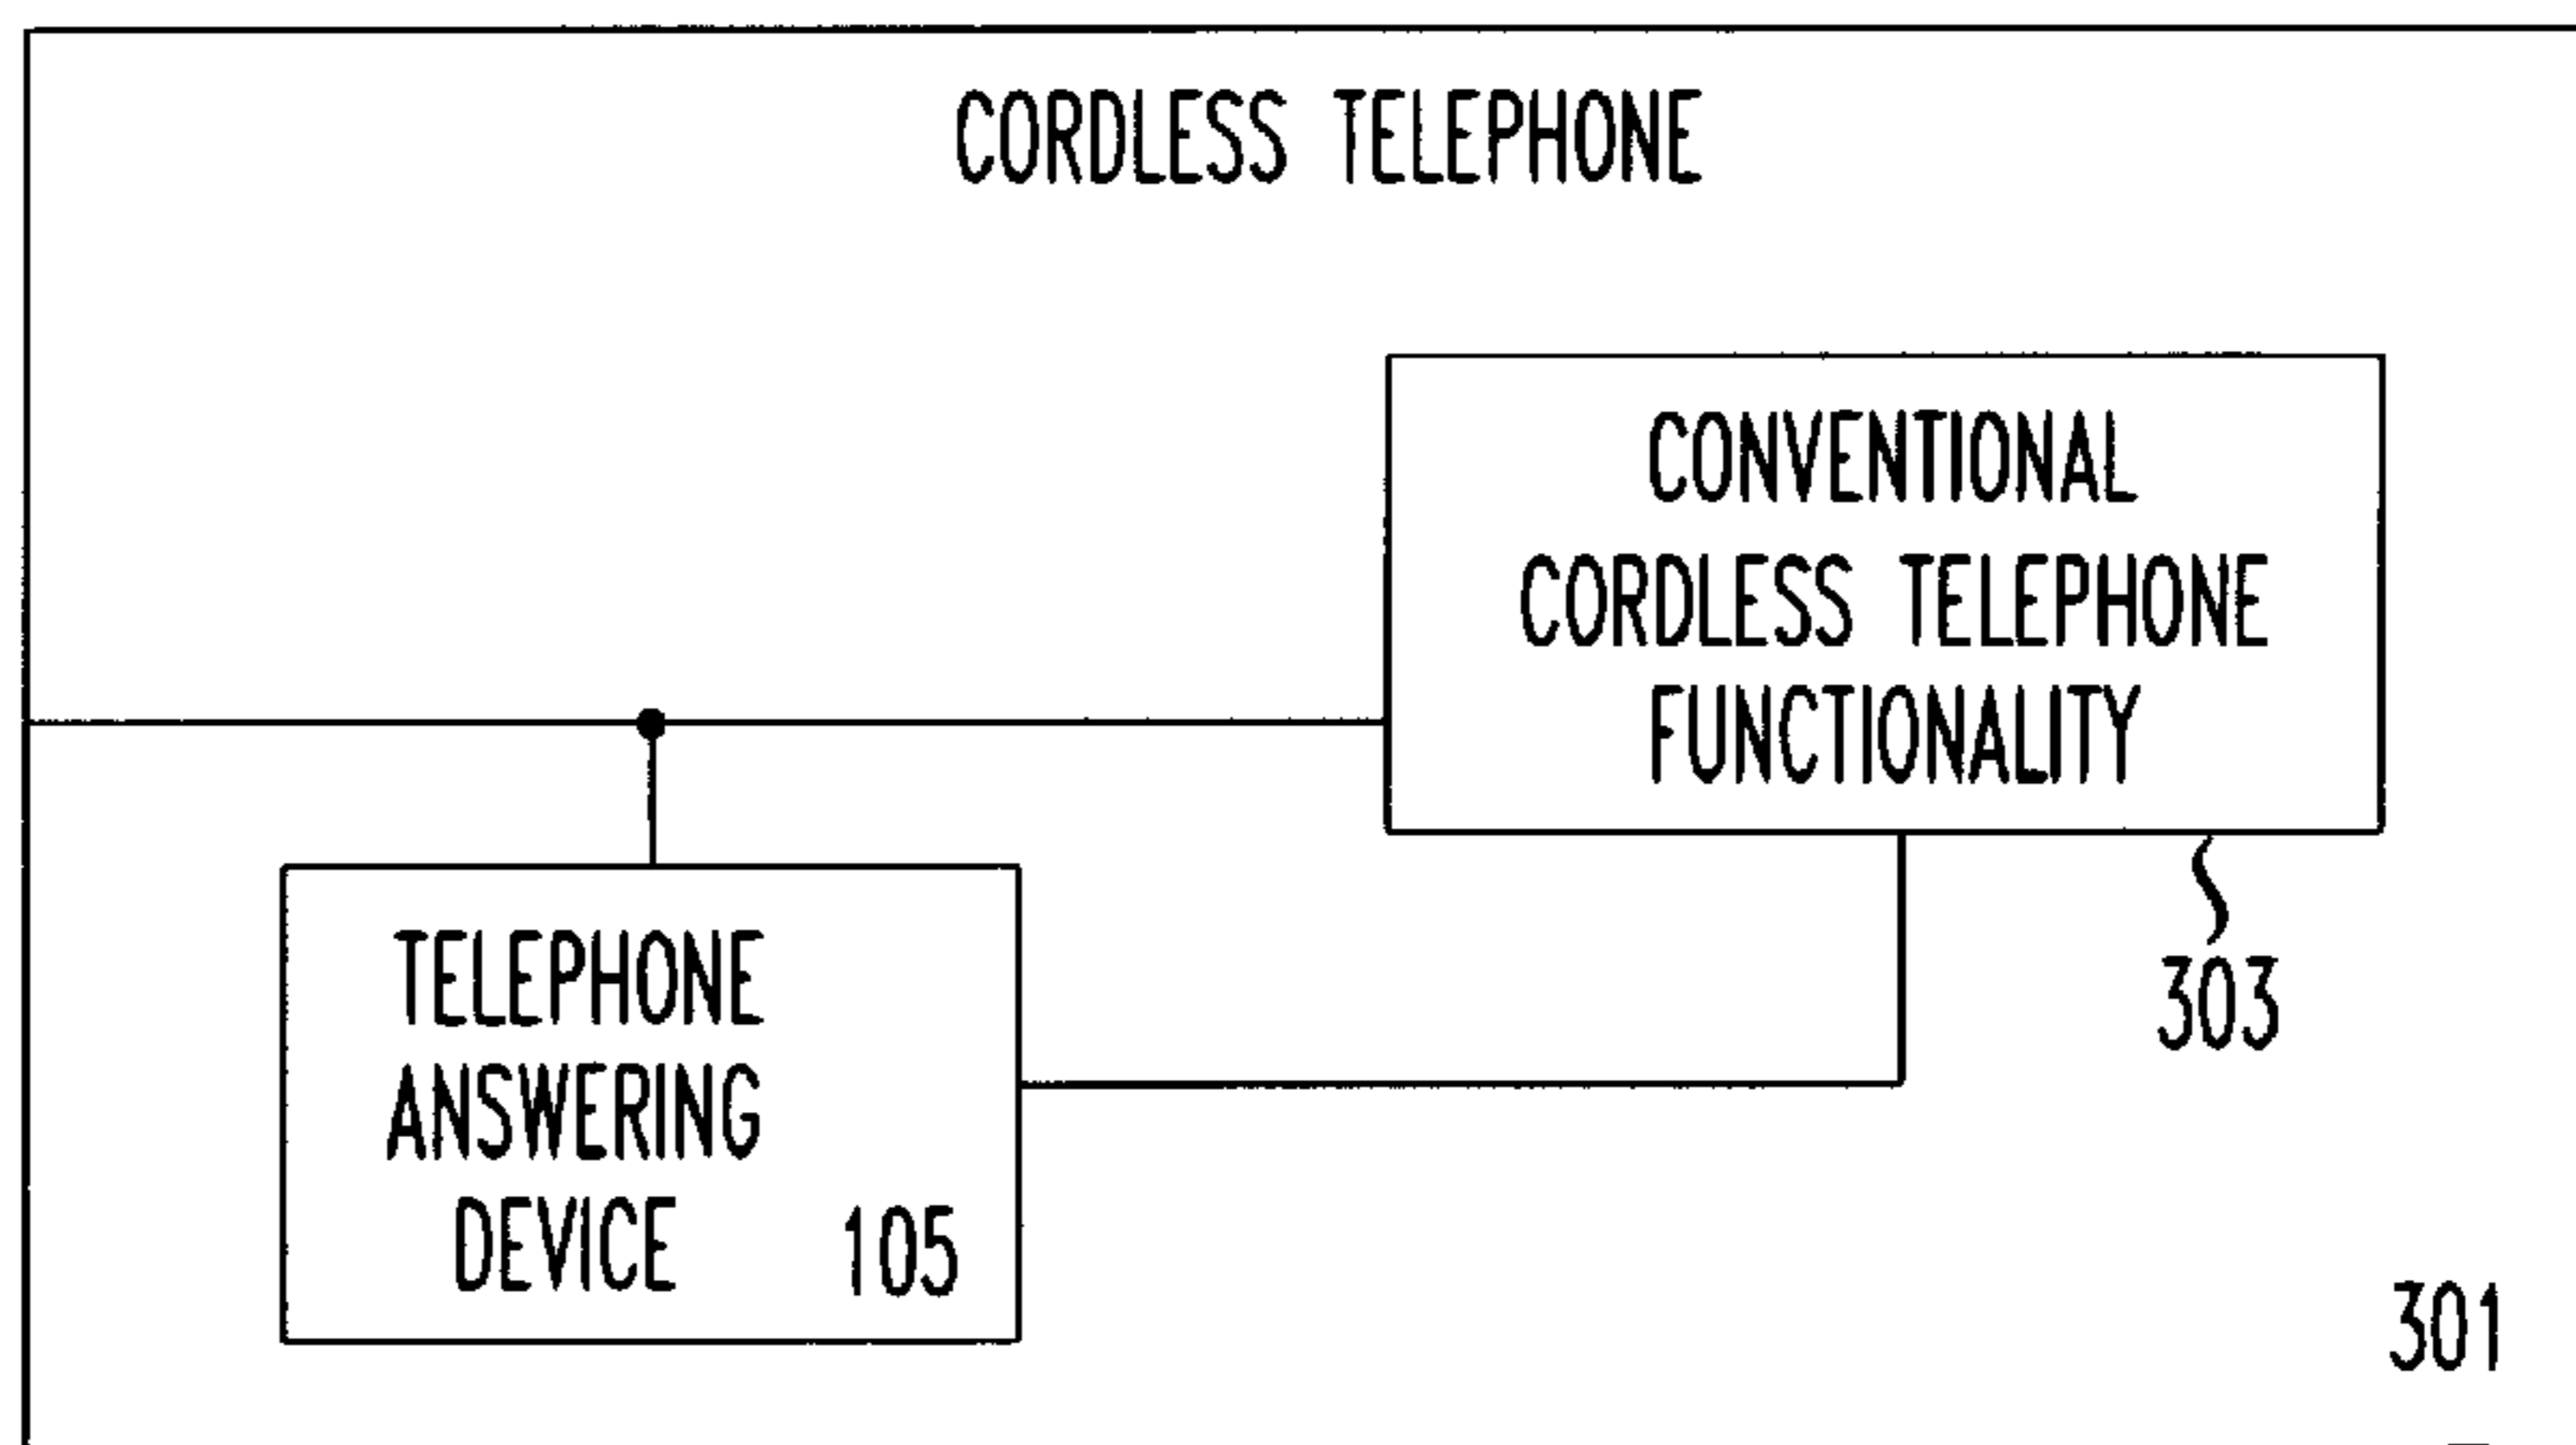 CORDLESS TELEPHONE
CONVENTIONAL
CORDLESS TELEPHONE
FUNCTIONALITY
303
TELEPHONE
ANSWERING
DEVICE 105
301